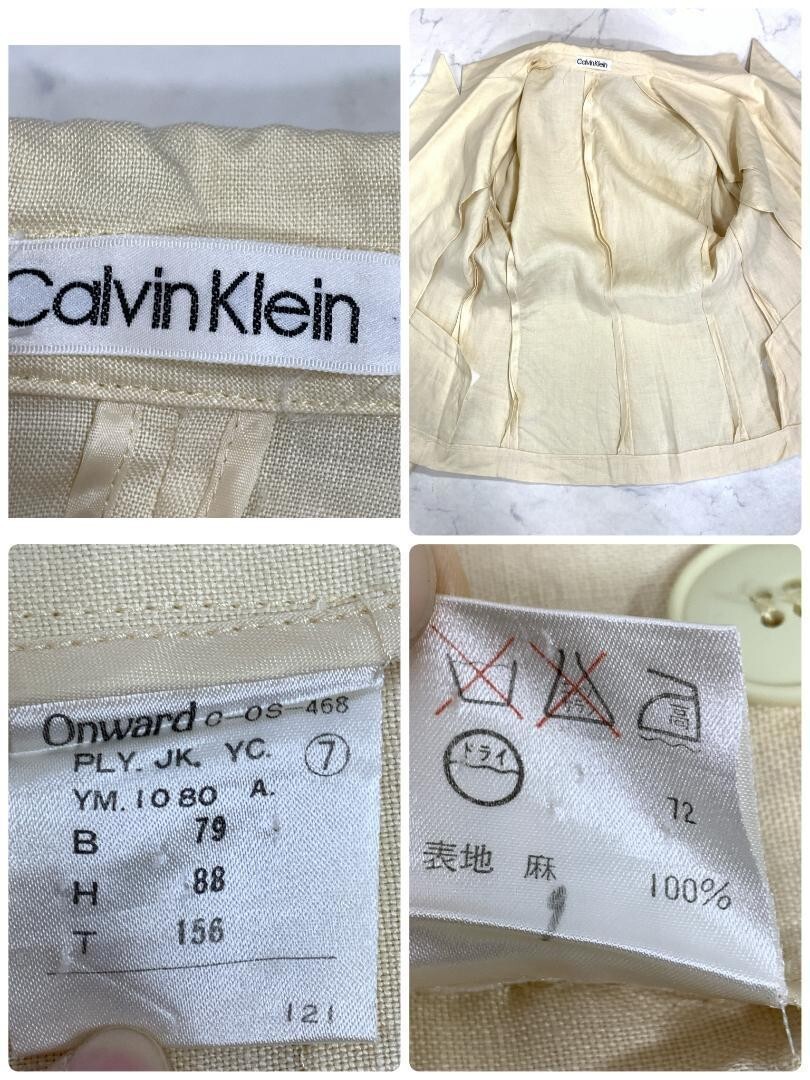 Calvin Klein
Calvin Klein
Onward C-OS-468
PLY. JK. YC. ⑦
YM. 1080 A.
B 79
H 88
T 156
121
ドライ
72
表地 麻 100%